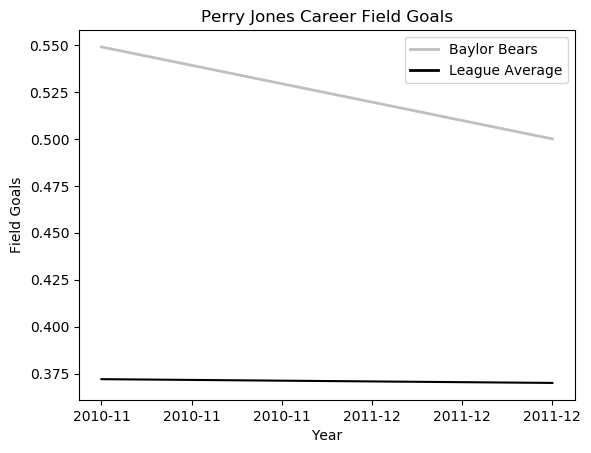 Perry Jones Career Field Goals
Baylor Bears
League Average
Field Goals
0.550
0.525
0.500
0.475
0.450
0.425
0.400
0.375
2010-11 2010-11 2010-11 2011-12 2011-12 2011-12
Year